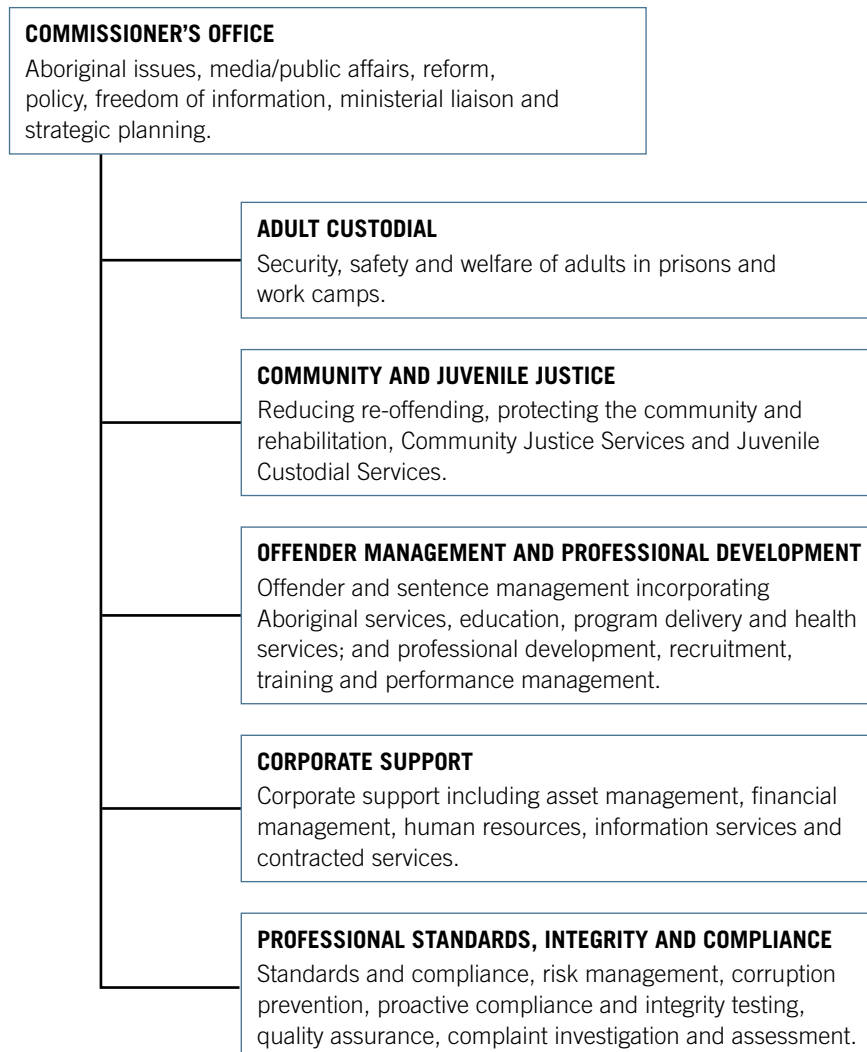 COMMISSIONER’S OFFICE
Aboriginal issues, media/public affairs, reform,
policy, freedom of information, ministerial liaison and
strategic planning.
ADULT CUSTODIAL
Security, safety and welfare of adults in prisons and
work camps.
COMMUNITY AND JUVENILE JUSTICE
Reducing re-offending, protecting the community and
rehabilitation, Community Justice Services and Juvenile
Custodial Services.
OFFENDER MANAGEMENT AND PROFESSIONAL DEVELOPMENT
Offender and sentence management incorporating
Aboriginal services, education, program delivery and health
services; and professional development, recruitment,
training and performance management.
CORPORATE SUPPORT
Corporate support including asset management, financial
management, human resources, information services and
contracted services.
PROFESSIONAL STANDARDS, INTEGRITY AND COMPLIANCE
Standards and compliance, risk management, corruption
prevention, proactive compliance and integrity testing,
quality assurance, complaint investigation and assessment.